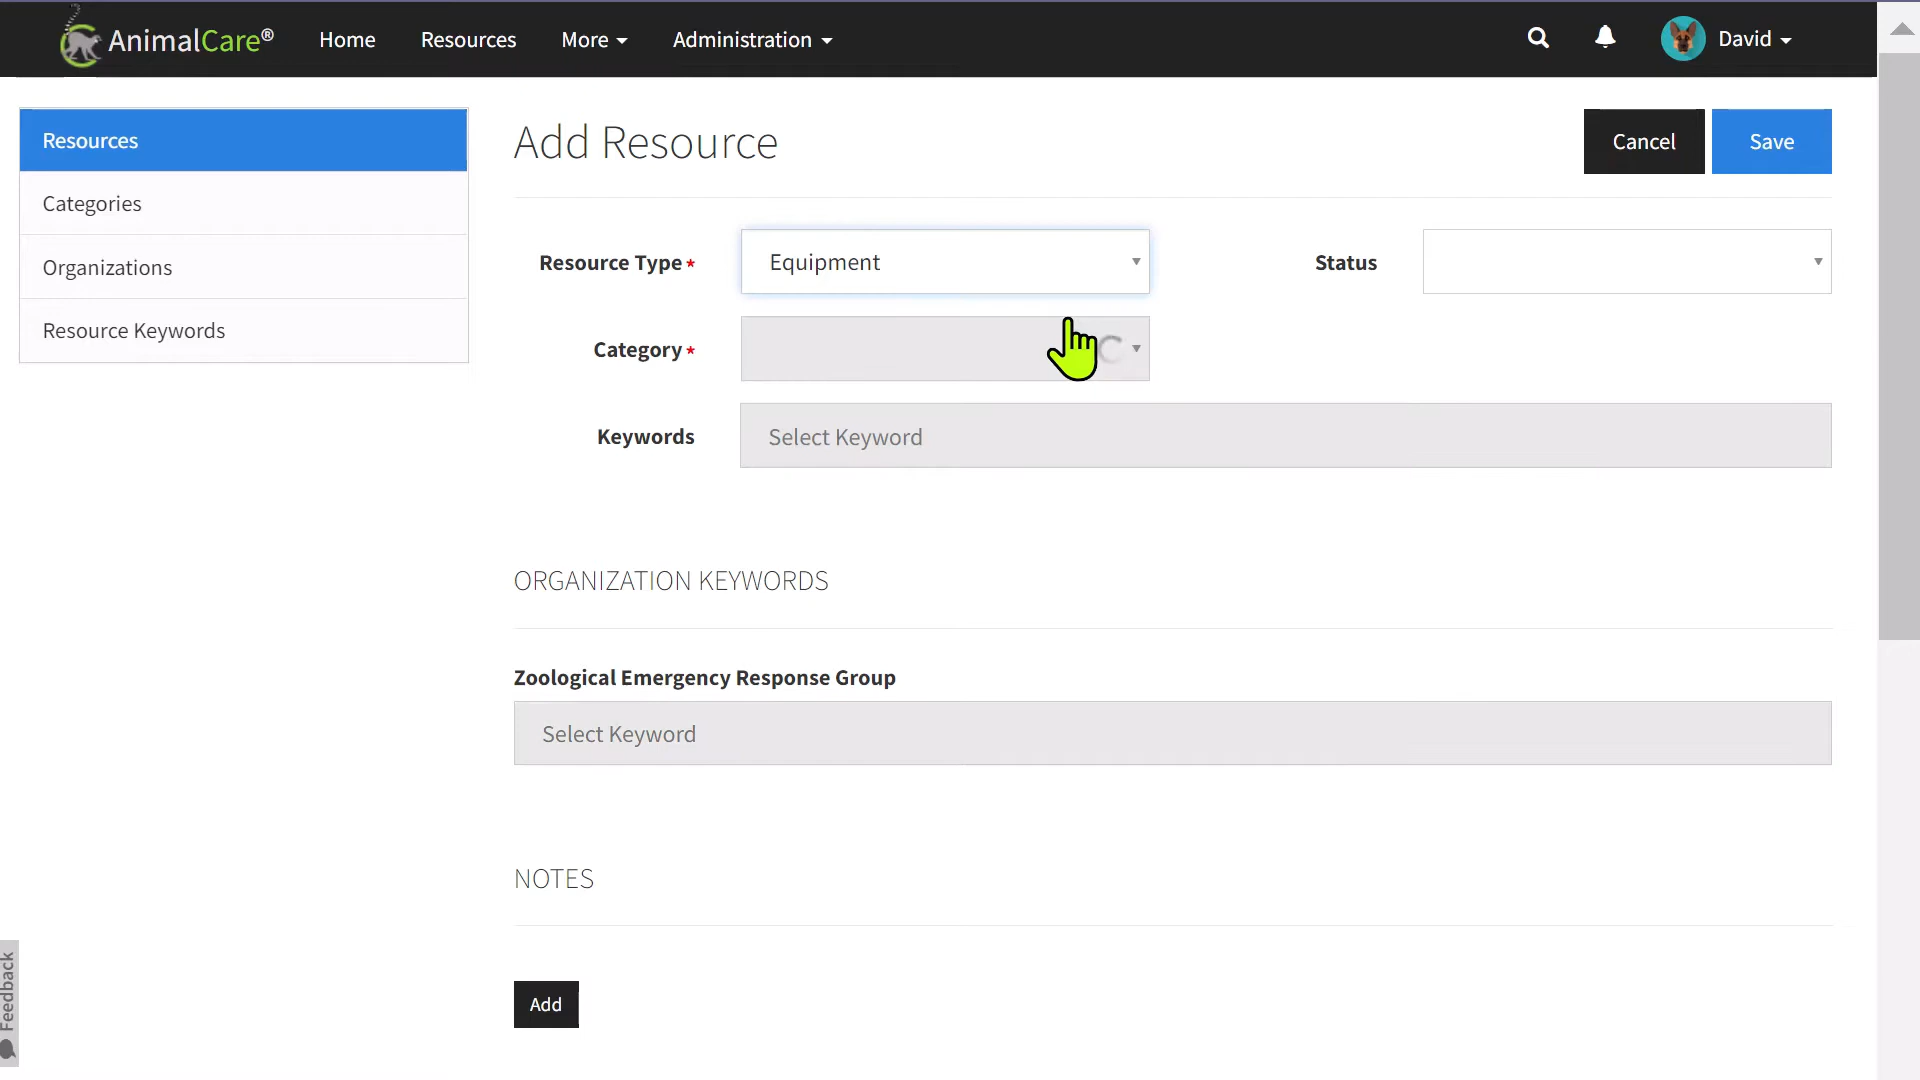 AnimalCare®
Home
Resources
More
Administration
David
Resources
Categories
Organizations
Resource Keywords
Add Resource
Cancel
Save
Resource Type *
Equipment
Status
Category *
Keywords
Select Keyword
ORGANIZATION KEYWORDS
Zoological Emergency Response Group
Select Keyword
NOTES
Add
Feedback